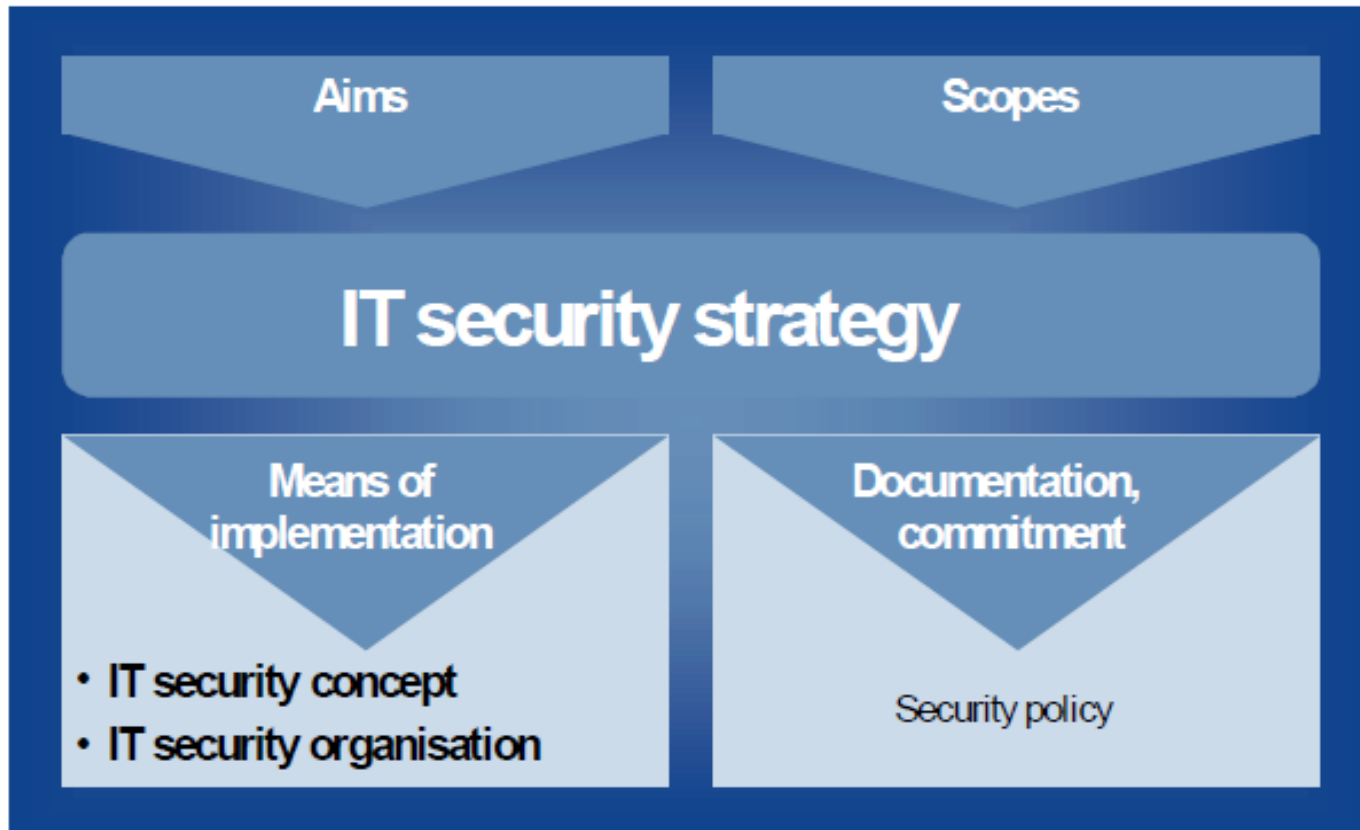 Aims
Scopes
IT security strategy
Means of
implementation
Documentation,
commitment
• IT security concept
• IT security organisation
Security policy